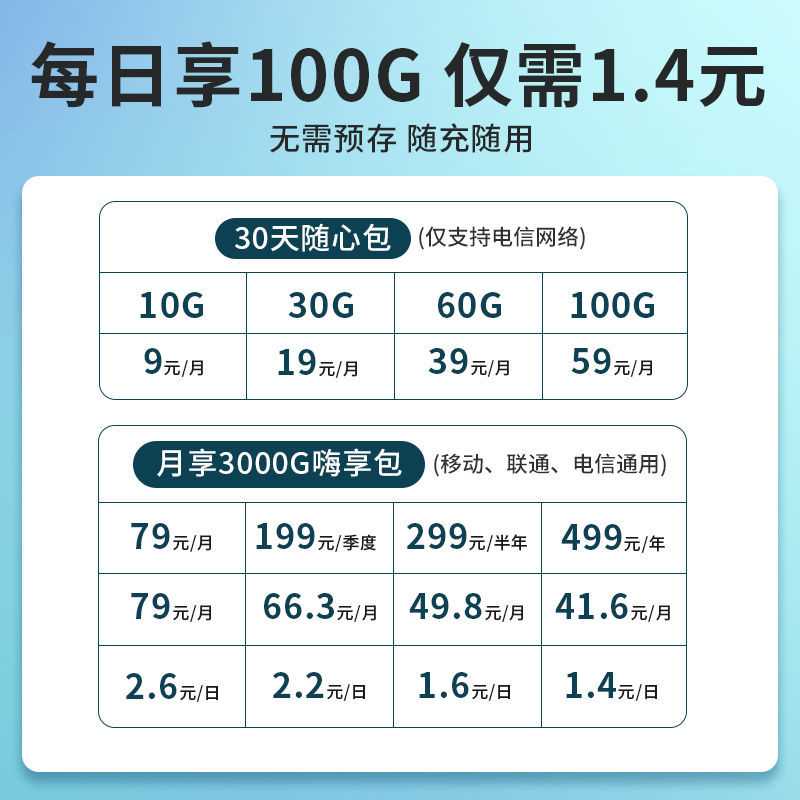 每日享100G 仅需1.4元
无需预存 随充随用
30天随心包 (仅支持电信网络)
10G 30G 60G 100G
9元/月 19元/月 39元/月 59元/月
月享3000G嗨享包 (移动、联通、电信通用)
79元/月 199元/季度 299元/半年 499元/年
79元/月 66.3元/月 49.8元/月 41.6元/月
2.6元/日 2.2元/日 1.6元/日 1.4元/日